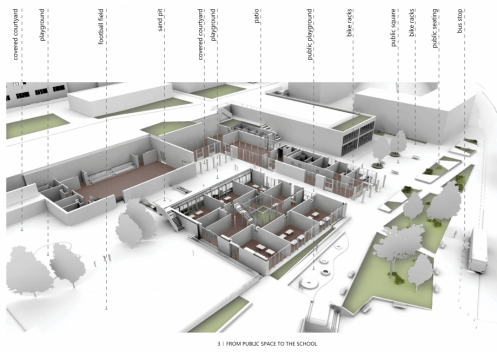 covered courtyard
playground
football field
sand pit
covered courtyard
playground
patio
public playground
bike racks
public square
bike racks
public seating
bus stop
3 | FROM PUBLIC SPACE TO THE SCHOOL